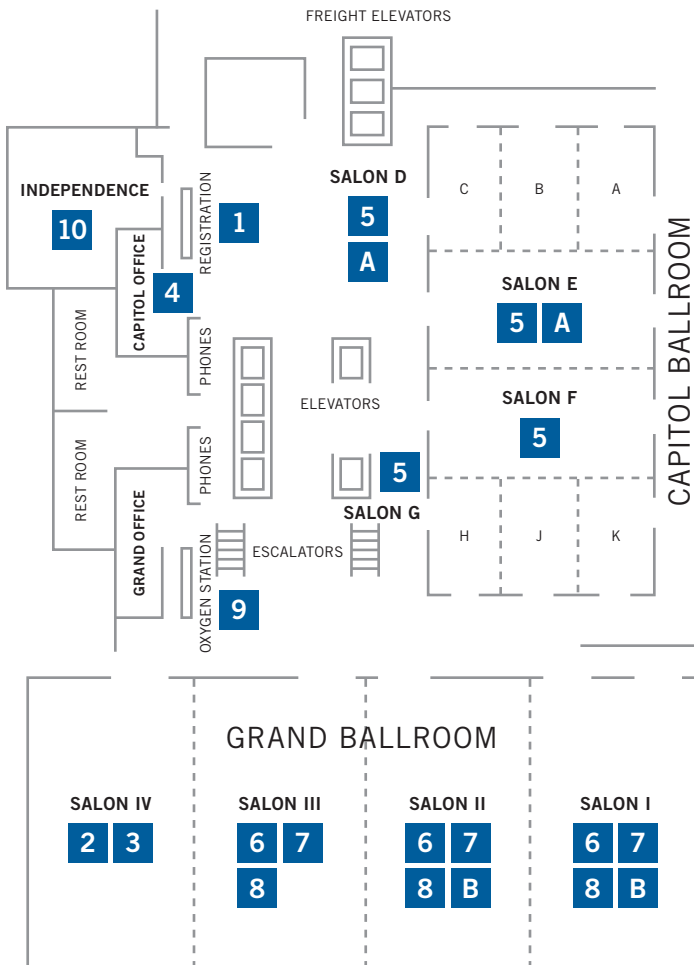 FREIGHT ELEVATORS
INDEPENDENCE
10
REGISTRATION
1
CAPITOL OFFICE
4
SALON D
5
A
C
B
A
SALON E
5 A
CAPITOL BALLROOM
REST ROOM
PHONES
ELEVATORS
SALON F
5
REST ROOM
PHONES
5
SALON G
GRAND OFFICE
OXYGEN STATION
ESCALATORS
9
H
J
K
GRAND BALLROOM
SALON IV
2 3
SALON III
6 7
8
SALON II
6 7
8 B
SALON I
6 7
8 B